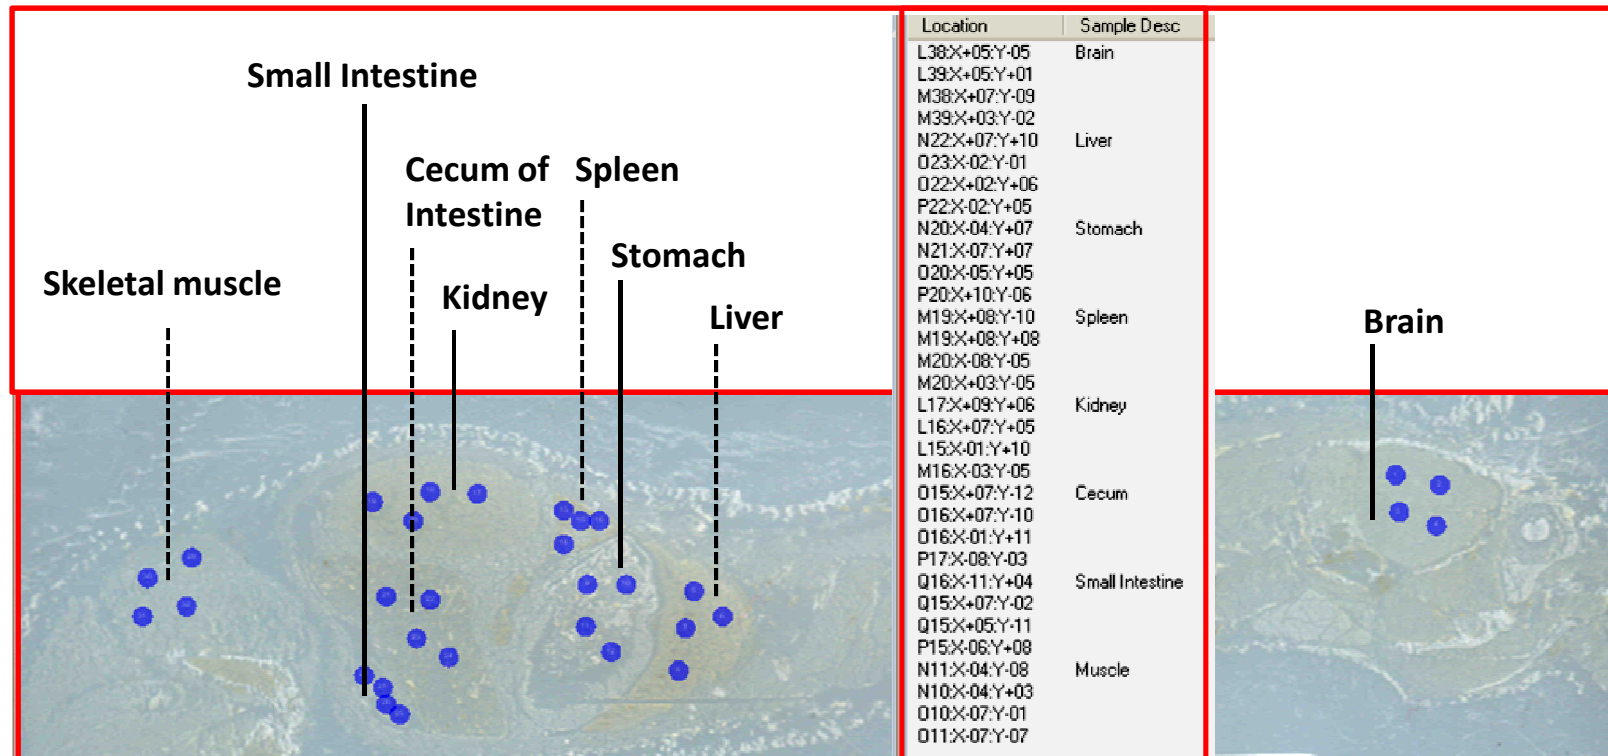 Small Intestine
Cecum of
Intestine
Spleen
Stomach
Skeletal muscle
Kidney
Liver
Location Sample Desc
L38:X+05:Y-05 Brain
L39:X+05:Y+01
M38:X+07:Y-09
M39:X+03:Y-02
N22:X+07:Y+10 Liver
O23:X-02:Y-01
O22:X+02:Y+06
P22:X-02:Y+05
N20:X-04:Y+07 Stomach
N21:X-07:Y+07
O20:X-05:Y+05
P20:X+10:Y-06
M19:X+08:Y-10 Spleen
M19:X+08:Y+08
M20:X-08:Y-05
M20:X+03:Y-05
L17:X+09:Y+06 Kidney
L16:X+07:Y+05
L15:X-01:Y+10
M16:X-03:Y-05
O15:X+07:Y-12 Cecum
O16:X+07:Y-10
O16:X-01:Y+11
P17:X-08:Y-03
Q16:X-11:Y+04 Small Intestine
Q15:X+07:Y-02
Q15:X+05:Y-11
P15:X-06:Y+08
N11:X-04:Y-08 Muscle
N10:X-04:Y+03
O10:X-07:Y-01
O11:X-07:Y-07
Brain